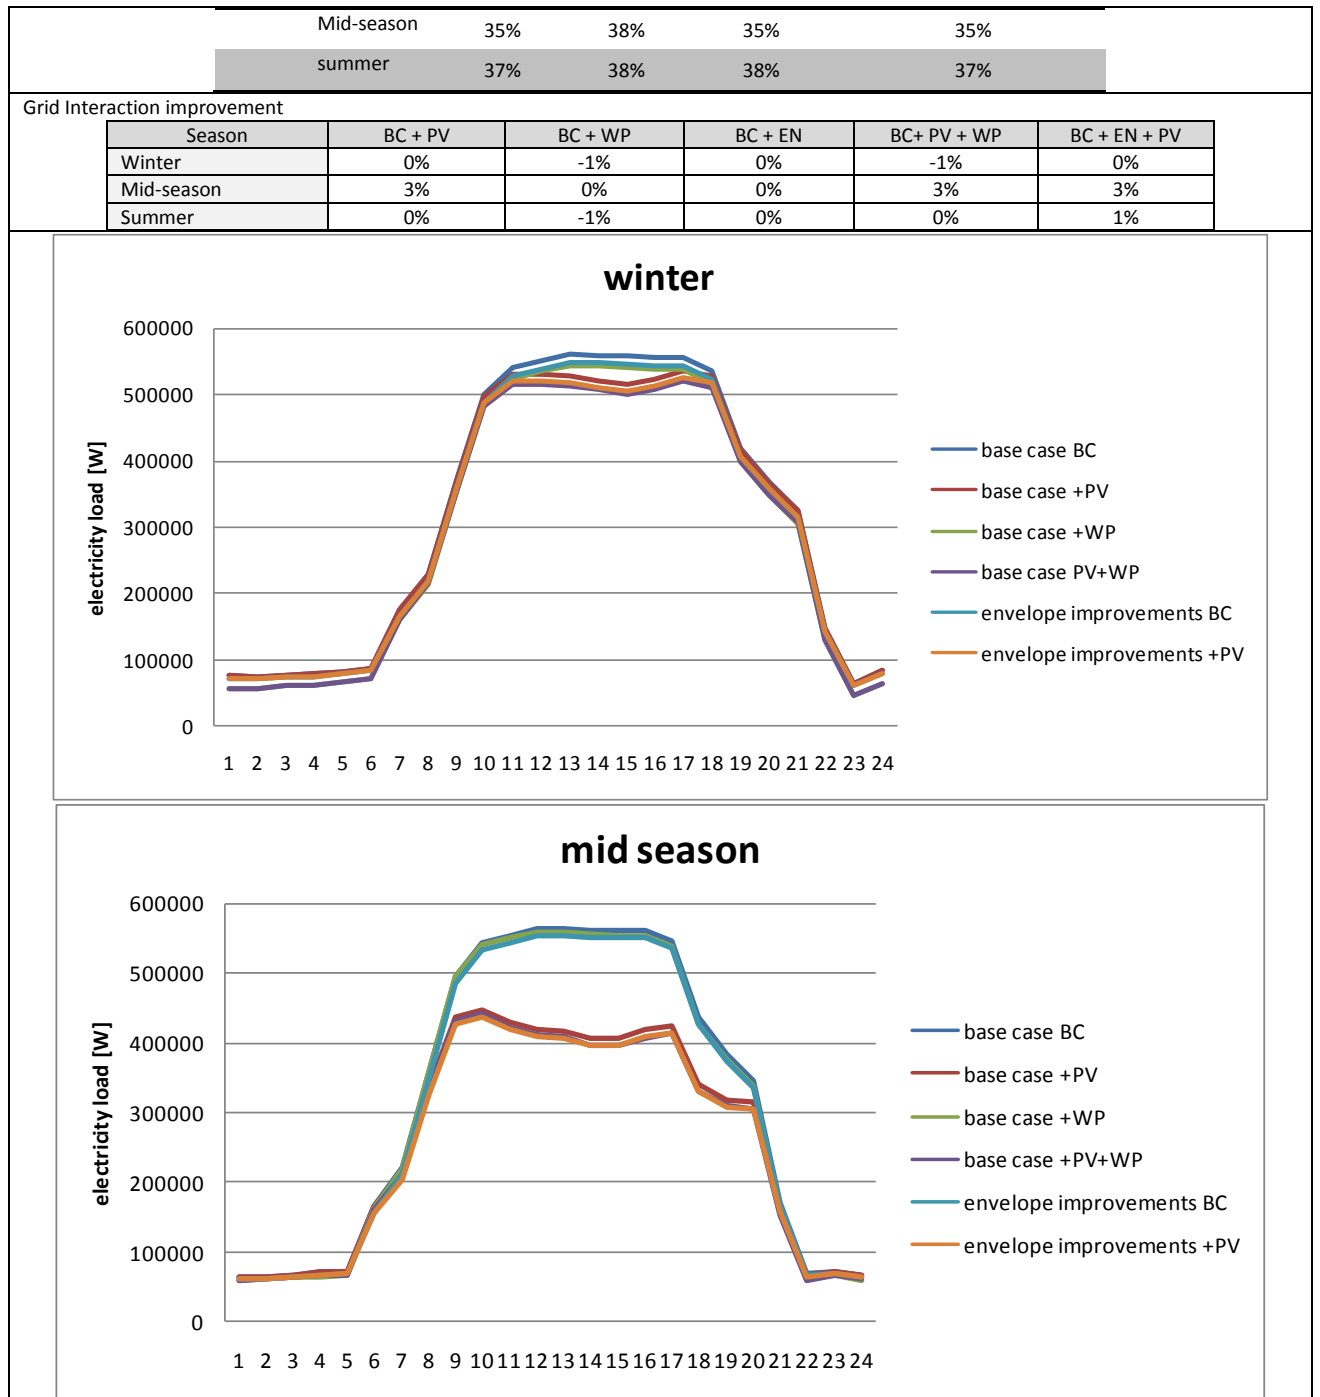 Mid-season 35% 38% 35% 35%
summer 37% 38% 38% 37%
Grid Interaction improvement
Season BC + PV BC + WP BC + EN BC+ PV + WP BC + EN + PV
Winter 0% -1% 0% -1% 0%
Mid-season 3% 0% 0% 3% 3%
Summer 0% -1% 0% 0% 1%
winter
electricity load [W]
600000
500000
400000
300000
200000
100000
0
1 2 3 4 5 6 7 8 9 10 11 12 13 14 15 16 17 18 19 20 21 22 23 24
base case BC
base case +PV
base case +WP
base case PV+WP
envelope improvements BC
envelope improvements +PV
mid season
electricity load [W]
600000
500000
400000
300000
200000
100000
0
1 2 3 4 5 6 7 8 9 10 11 12 13 14 15 16 17 18 19 20 21 22 23 24
base case BC
base case +PV
base case +WP
base case +PV+WP
envelope improvements BC
envelope improvements +PV